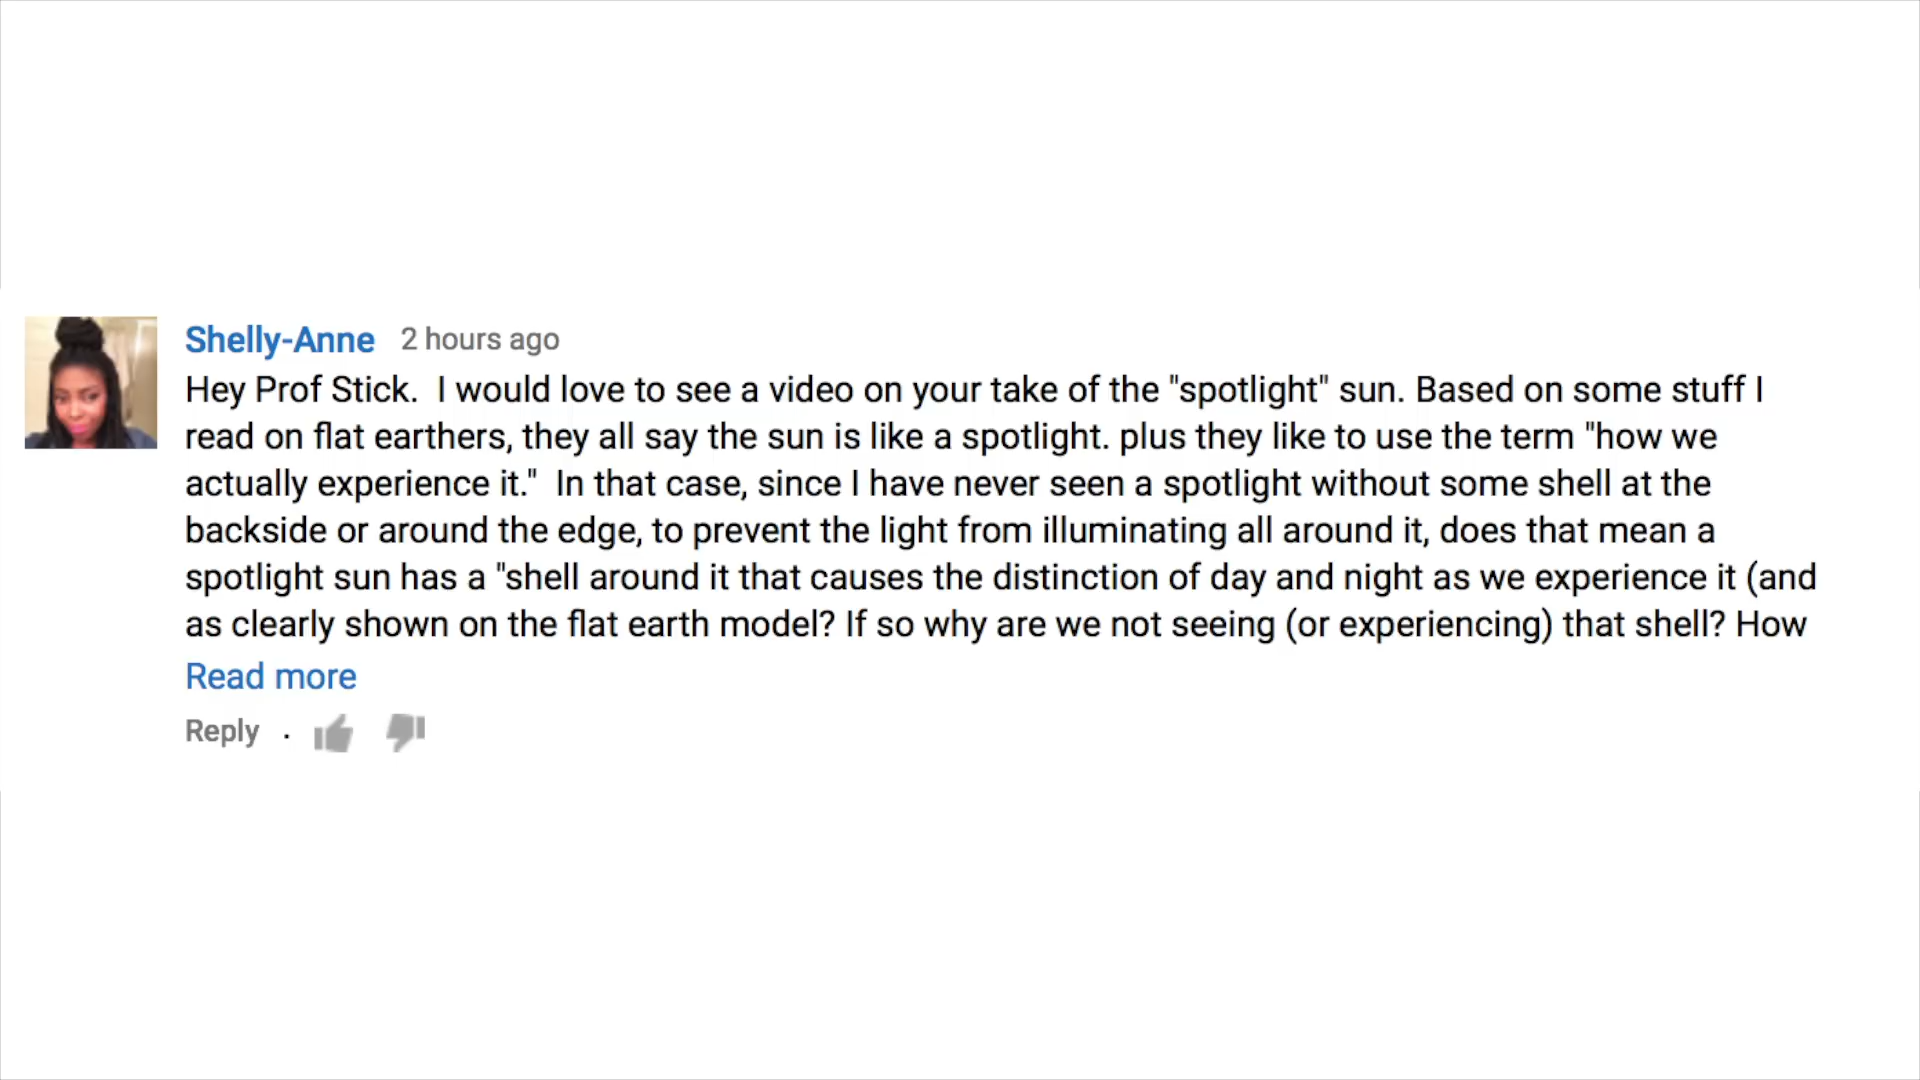 Shelly-Anne 2 hours ago
Hey Prof Stick.  I would love to see a video on your take of the "spotlight" sun. Based on some stuff I
read on flat earthers, they all say the sun is like a spotlight. plus they like to use the term "how we
actually experience it."  In that case, since I have never seen a spotlight without some shell at the
backside or around the edge, to prevent the light from illuminating all around it, does that mean a
spotlight sun has a "shell around it that causes the distinction of day and night as we experience it (and
as clearly shown on the flat earth model? If so why are we not seeing (or experiencing) that shell? How
Read more
Reply ·